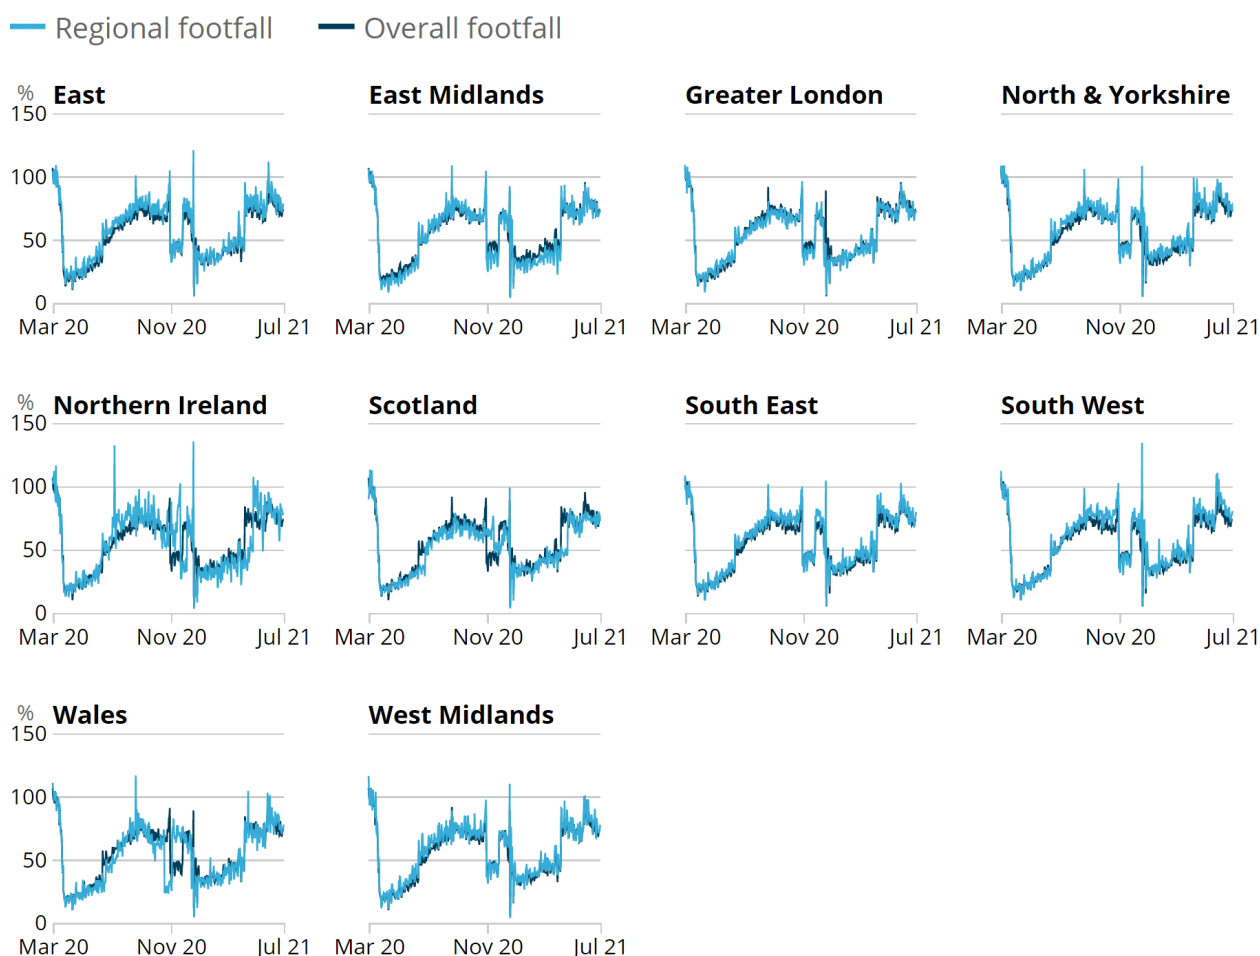 Regional footfall Overall footfall
% East East Midlands Greater London North & Yorkshire
150
100
50
0
Mar 20 Nov 20 Jul 21 Mar 20 Nov 20 Jul 21 Mar 20 Nov 20 Jul 21 Mar 20 Nov 20 Jul 21
% Northern Ireland Scotland South East South West
150
100
50
0
Mar 20 Nov 20 Jul 21 Mar 20 Nov 20 Jul 21 Mar 20 Nov 20 Jul 21 Mar 20 Nov 20 Jul 21
% Wales West Midlands
150
100
50
0
Mar 20 Nov 20 Jul 21 Mar 20 Nov 20 Jul 21